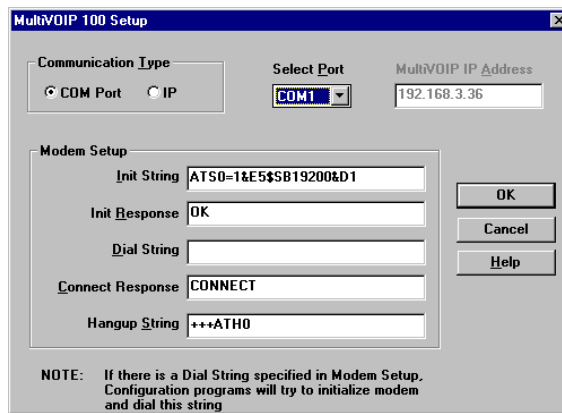 MultiVOIP 100 Setup
Communication Type
COM Port
IP
Select Port
COM1
MultiVOIP IP Address
192.168.3.36
Modem Setup
Init String
ATS0=1&E5$SB19200&D1
Init Response
OK
Dial String
Connect Response
CONNECT
Hangup String
+++ATH0
OK
Cancel
Help
NOTE: If there is a Dial String specified in Modem Setup,
Configuration programs will try to initialize modem
and dial this string